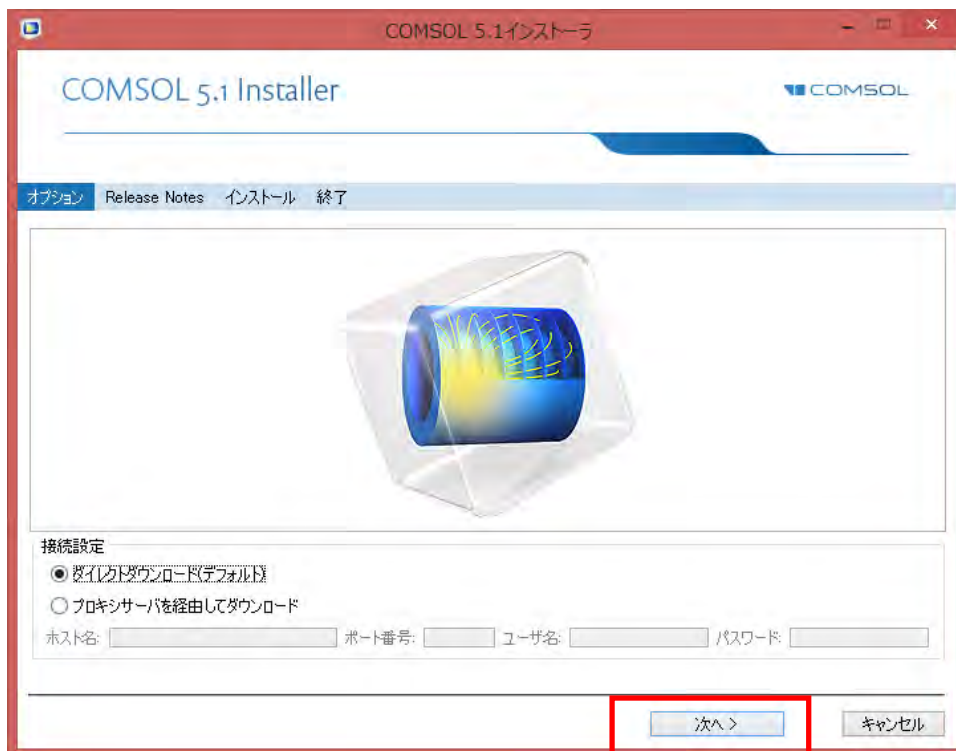 COMSOL 5.1インストーラ
COMSOL 5.1 Installer
COMSOL
オプション Release Notes インストール 終了
接続設定
ダイレクトダウンロード(デフォルト)
プロキシサーバを経由してダウンロード
ホスト名: ポート番号: ユーザ名: パスワード:
次へ > キャンセル